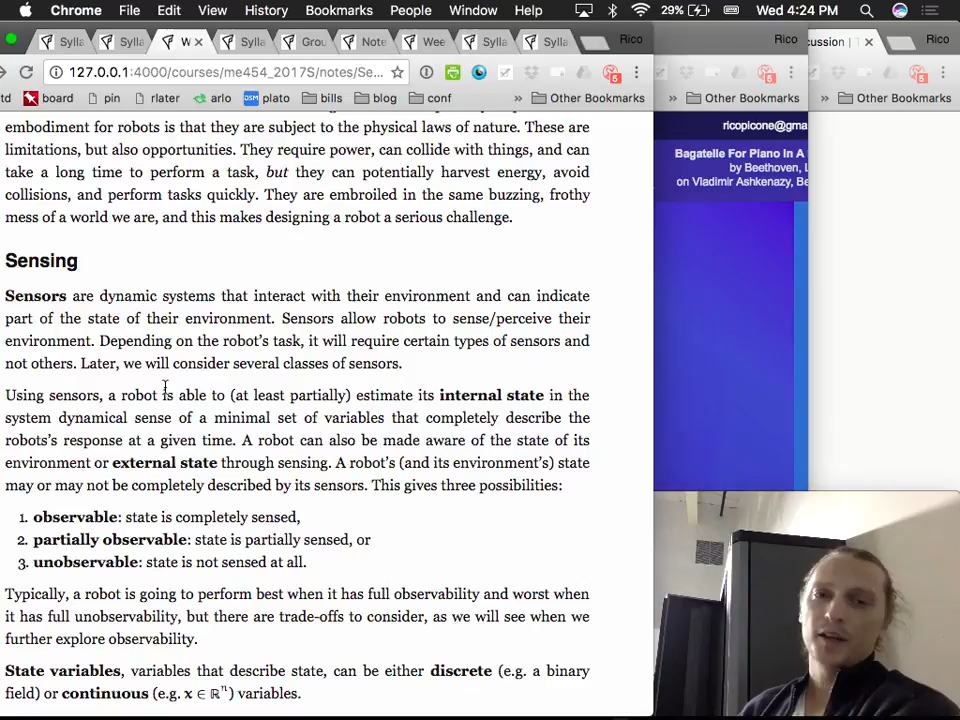 Chrome File Edit View History Bookmarks People Window Help 29% Wed 4:24 PM
Sylla Sylla W Sylla Grou Note Wee Sylla Sylla Rico Rico cussion | T Rico
127.0.0.1:4000/courses/me454_2017S/notes/Se...
td board pin rlater arlo DSM plato bills blog conf » Other Bookmarks » Other Bookmarks » Other Bookmarks
embodiment for robots is that they are subject to the physical laws of nature. These are
limitations, but also opportunities. They require power, can collide with things, and can
take a long time to perform a task, but they can potentially harvest energy, avoid
collisions, and perform tasks quickly. They are embroiled in the same buzzing, frothy
mess of a world we are, and this makes designing a robot a serious challenge.
ricopicone@gma
Bagatelle For Piano In A
by Beethoven, L
on Vladimir Ashkenazy, Be
Sensing
Sensors are dynamic systems that interact with their environment and can indicate
part of the state of their environment. Sensors allow robots to sense/perceive their
environment. Depending on the robot's task, it will require certain types of sensors and
not others. Later, we will consider several classes of sensors.
Using sensors, a robot is able to (at least partially) estimate its internal state in the
system dynamical sense of a minimal set of variables that completely describe the
robots's response at a given time. A robot can also be made aware of the state of its
environment or external state through sensing. A robot's (and its environment's) state
may or may not be completely described by its sensors. This gives three possibilities:
1. observable: state is completely sensed,
2. partially observable: state is partially sensed, or
3. unobservable: state is not sensed at all.
Typically, a robot is going to perform best when it has full observability and worst when
it has full unobservability, but there are trade-offs to consider, as we will see when we
further explore observability.
State variables, variables that describe state, can be either discrete (e.g. a binary
field) or continuous (e.g. x ∈ ℝⁿ) variables.